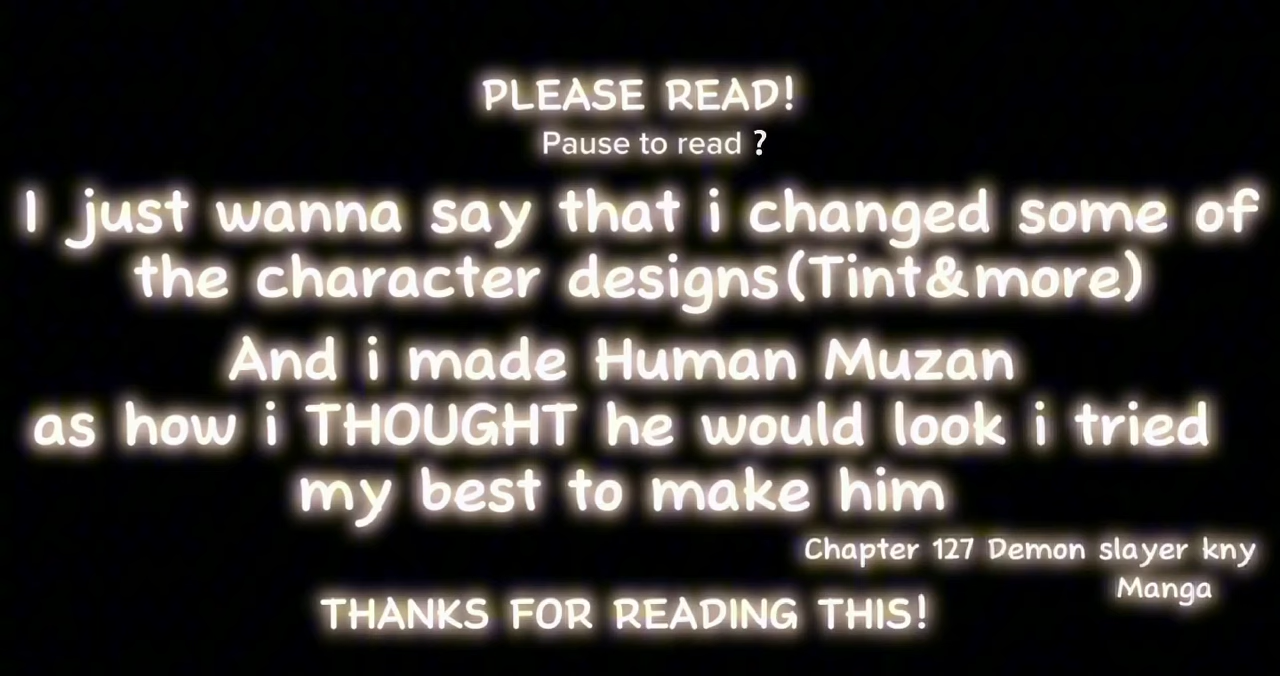 PLEASE READ!
Pause to read ?
I just wanna say that i changed some of
the character designs(Tint&more)
And i made Human Muzan
as how i THOUGHT he would look i tried
my best to make him
Chapter 127 Demon slayer kny
Manga
THANKS FOR READING THIS!